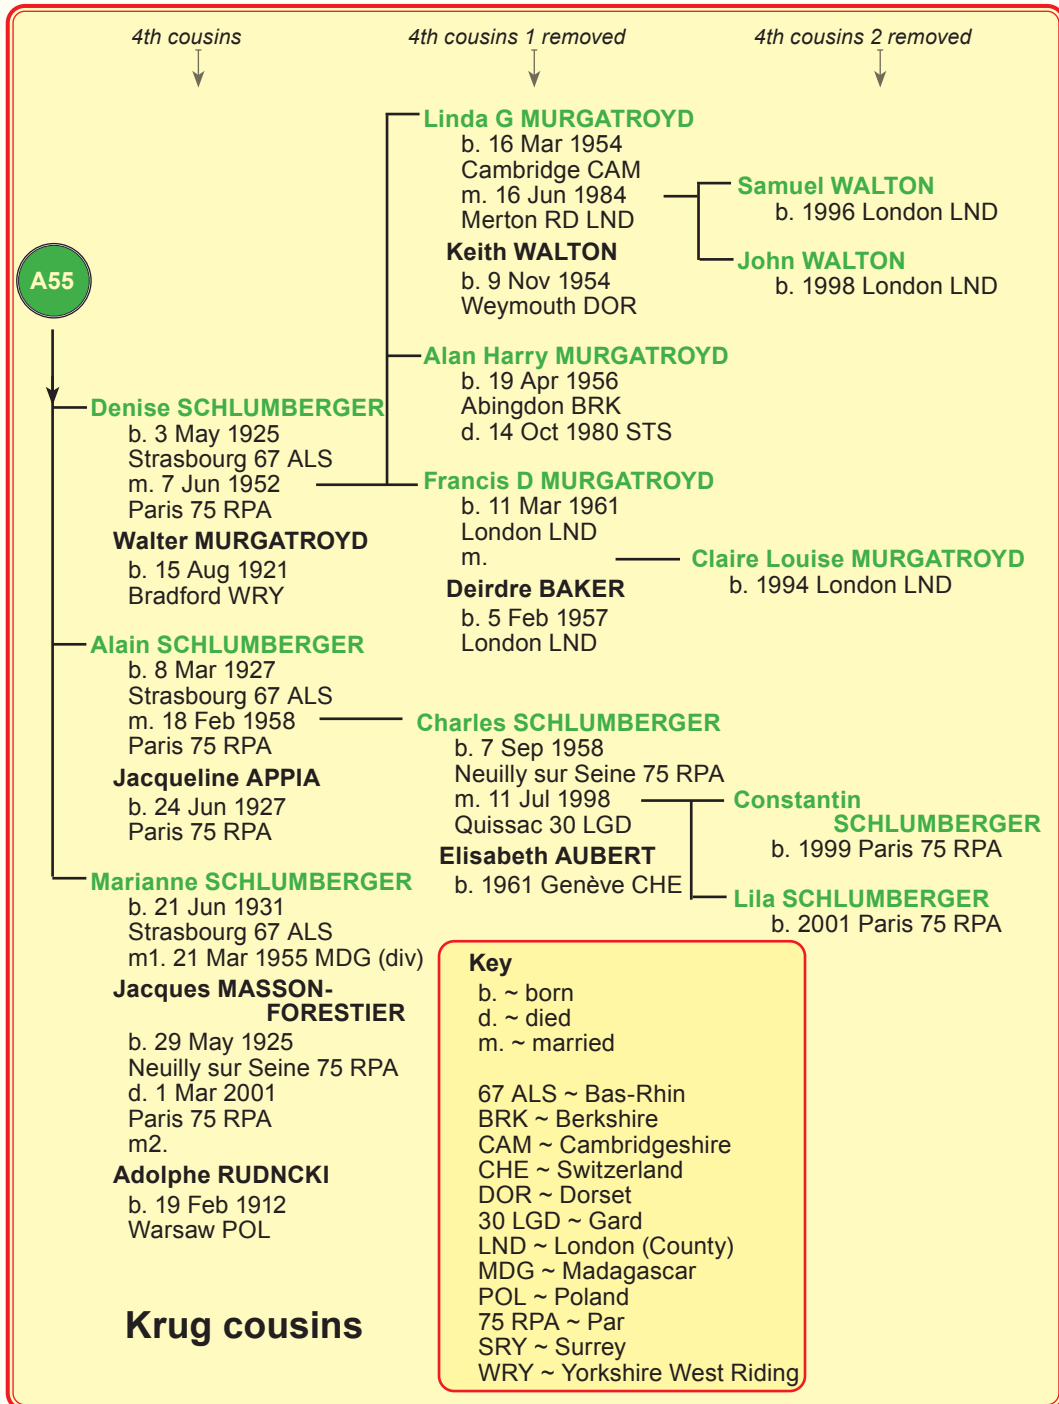 4th cousins
4th cousins 1 removed
4th cousins 2 removed
A55
Denise SCHLUMBERGER
b. 3 May 1925
Strasbourg 67 ALS
m. 7 Jun 1952
Paris 75 RPA
Walter MURGATROYD
b. 15 Aug 1921
Bradford WRY
Alain SCHLUMBERGER
b. 8 Mar 1927
Strasbourg 67 ALS
m. 18 Feb 1958
Paris 75 RPA
Jacqueline APPIA
b. 24 Jun 1927
Paris 75 RPA
Marianne SCHLUMBERGER
b. 21 Jun 1931
Strasbourg 67 ALS
m1. 21 Mar 1955 MDG (div)
Jacques MASSON-
FORESTIER
b. 29 May 1925
Neuilly sur Seine 75 RPA
d. 1 Mar 2001
Paris 75 RPA
m2.
Adolphe RUDNCKI
b. 19 Feb 1912
Warsaw POL
Linda G MURGATROYD
b. 16 Mar 1954
Cambridge CAM
m. 16 Jun 1984
Merton RD LND
Keith WALTON
b. 9 Nov 1954
Weymouth DOR
Alan Harry MURGATROYD
b. 19 Apr 1956
Abingdon BRK
d. 14 Oct 1980 STS
Francis D MURGATROYD
b. 11 Mar 1961
London LND
m.
Deirdre BAKER
b. 5 Feb 1957
London LND
Charles SCHLUMBERGER
b. 7 Sep 1958
Neuilly sur Seine 75 RPA
m. 11 Jul 1998
Quissac 30 LGD
Elisabeth AUBERT
b. 1961 Genève CHE
Samuel WALTON
b. 1996 London LND
John WALTON
b. 1998 London LND
Claire Louise MURGATROYD
b. 1994 London LND
Constantin
SCHLUMBERGER
b. 1999 Paris 75 RPA
Lila SCHLUMBERGER
b. 2001 Paris 75 RPA
Key
b. ~ born
d. ~ died
m. ~ married
67 ALS ~ Bas-Rhin
BRK ~ Berkshire
CAM ~ Cambridgeshire
CHE ~ Switzerland
DOR ~ Dorset
30 LGD ~ Gard
LND ~ London (County)
MDG ~ Madagascar
POL ~ Poland
75 RPA ~ Par
SRY ~ Surrey
WRY ~ Yorkshire West Riding
Krug cousins